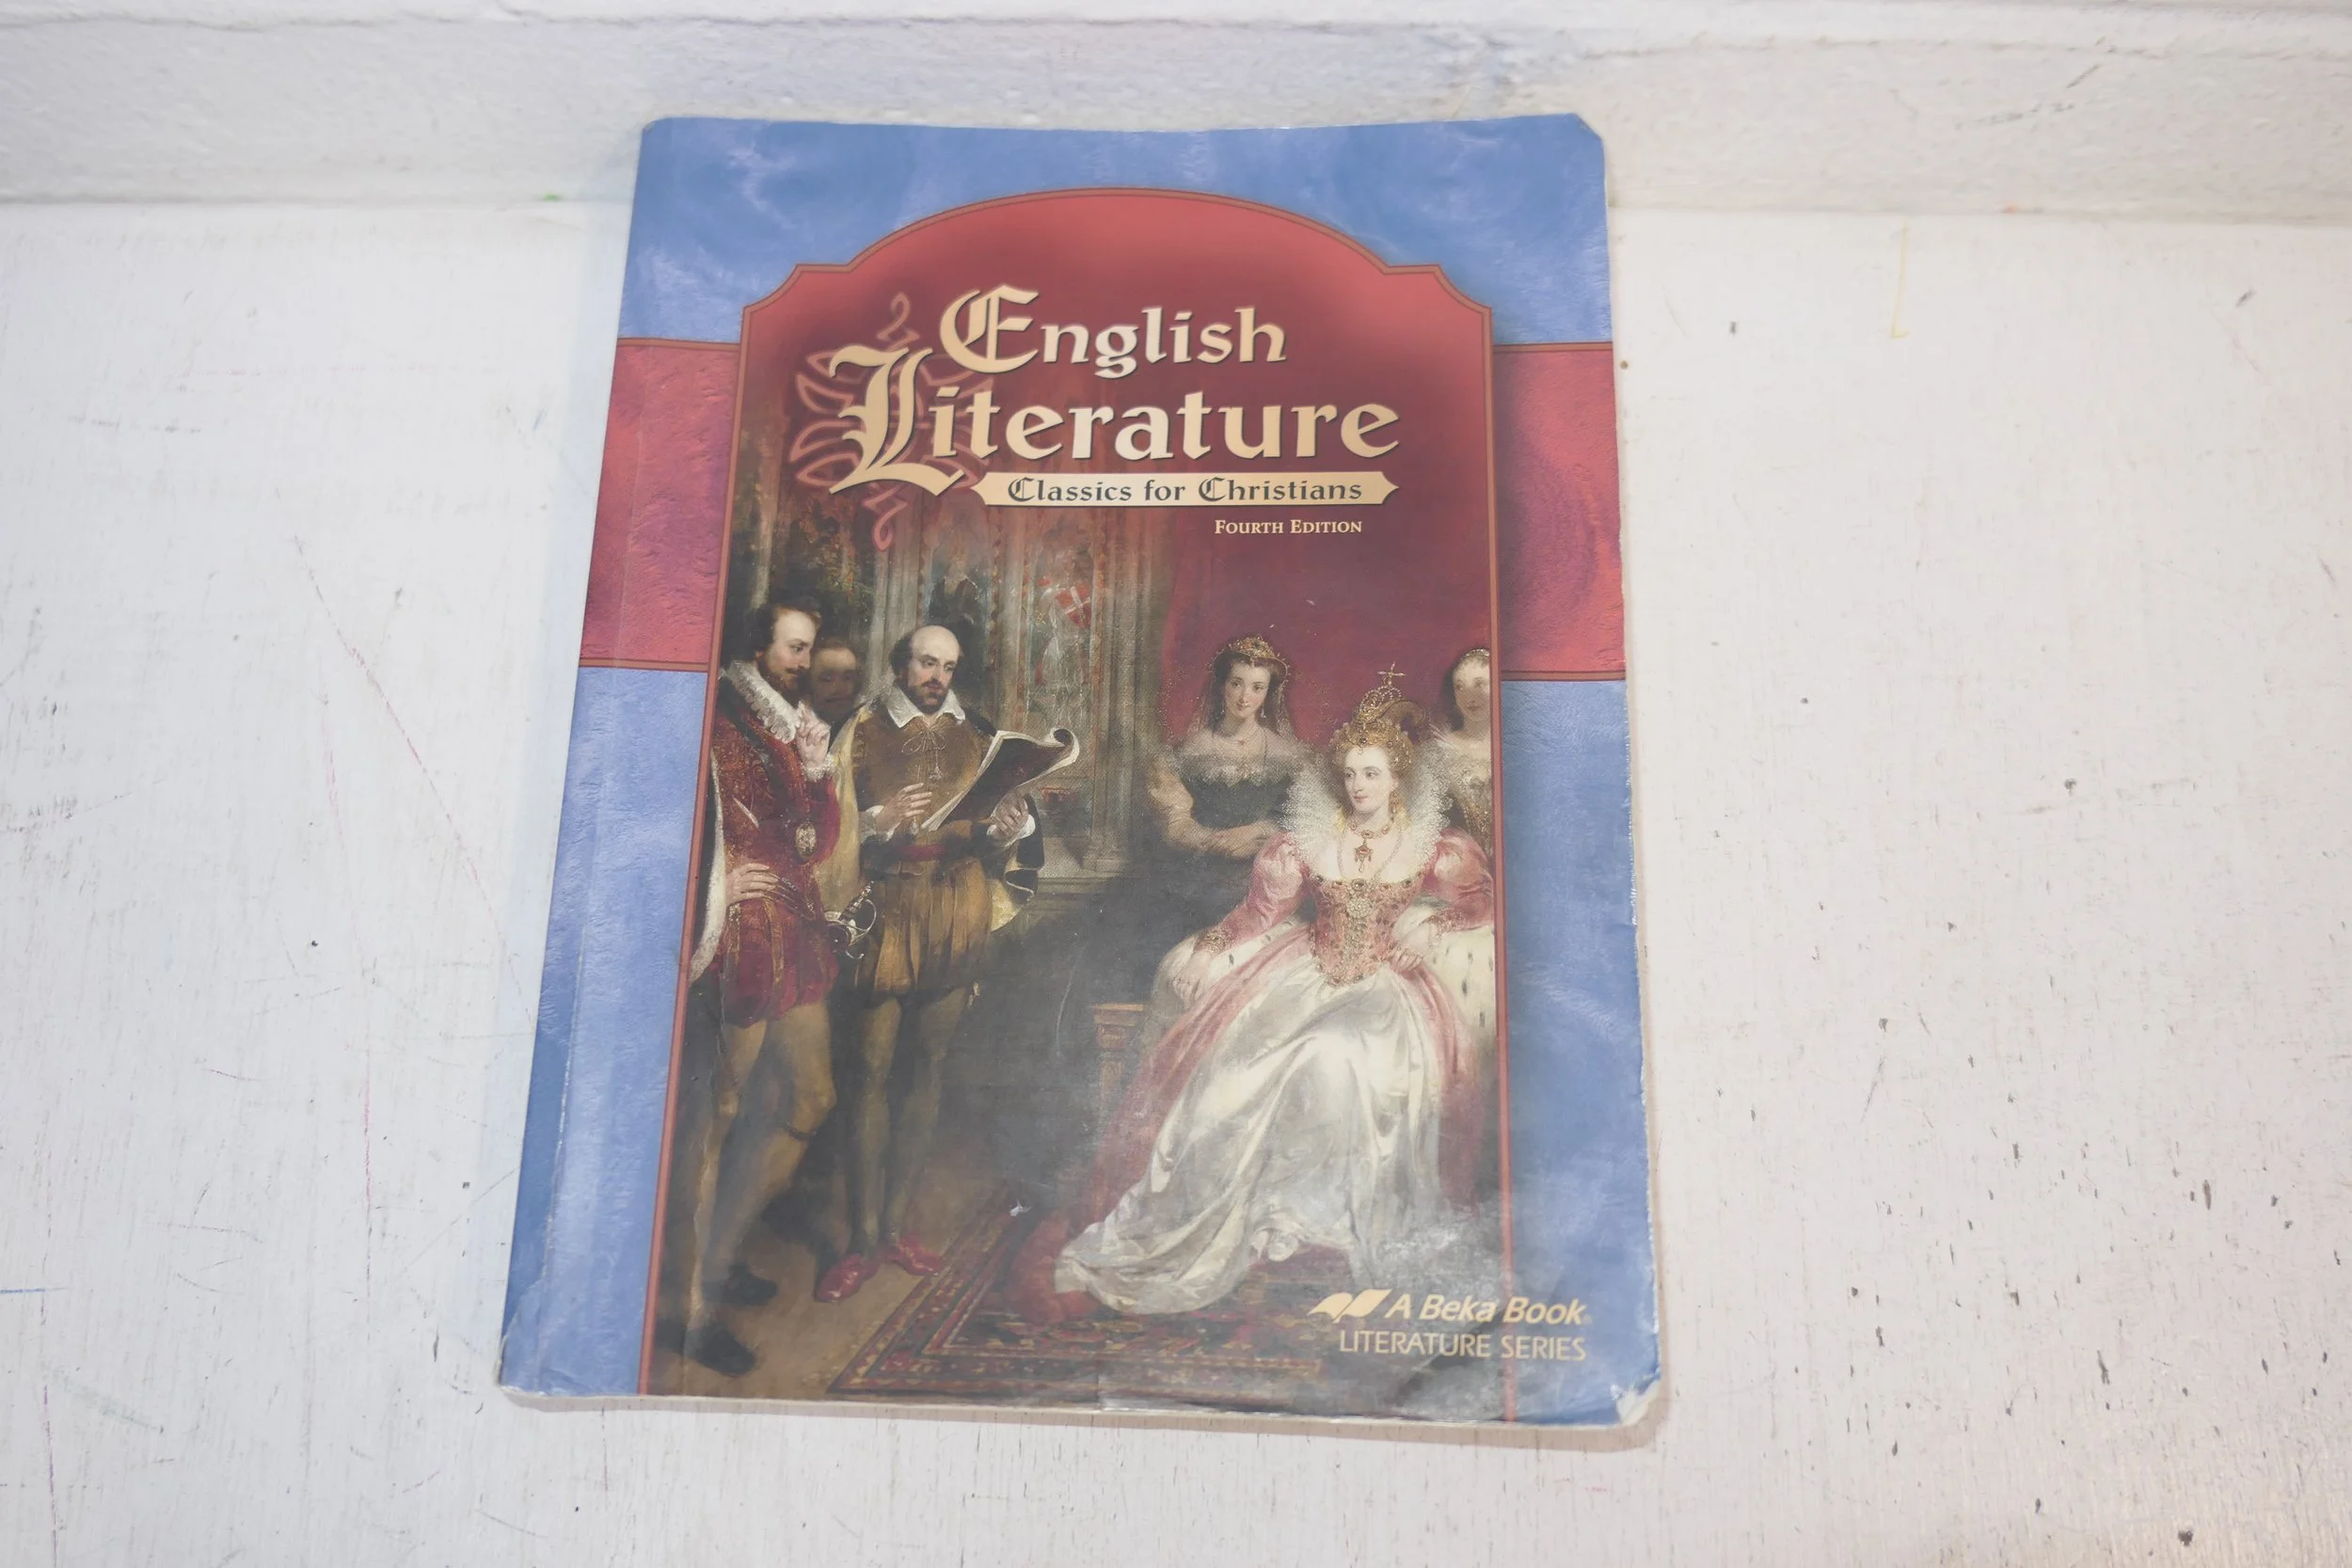 English
Literature
Classics for Christians
Fourth Edition
A Beka Book
LITERATURE SERIES